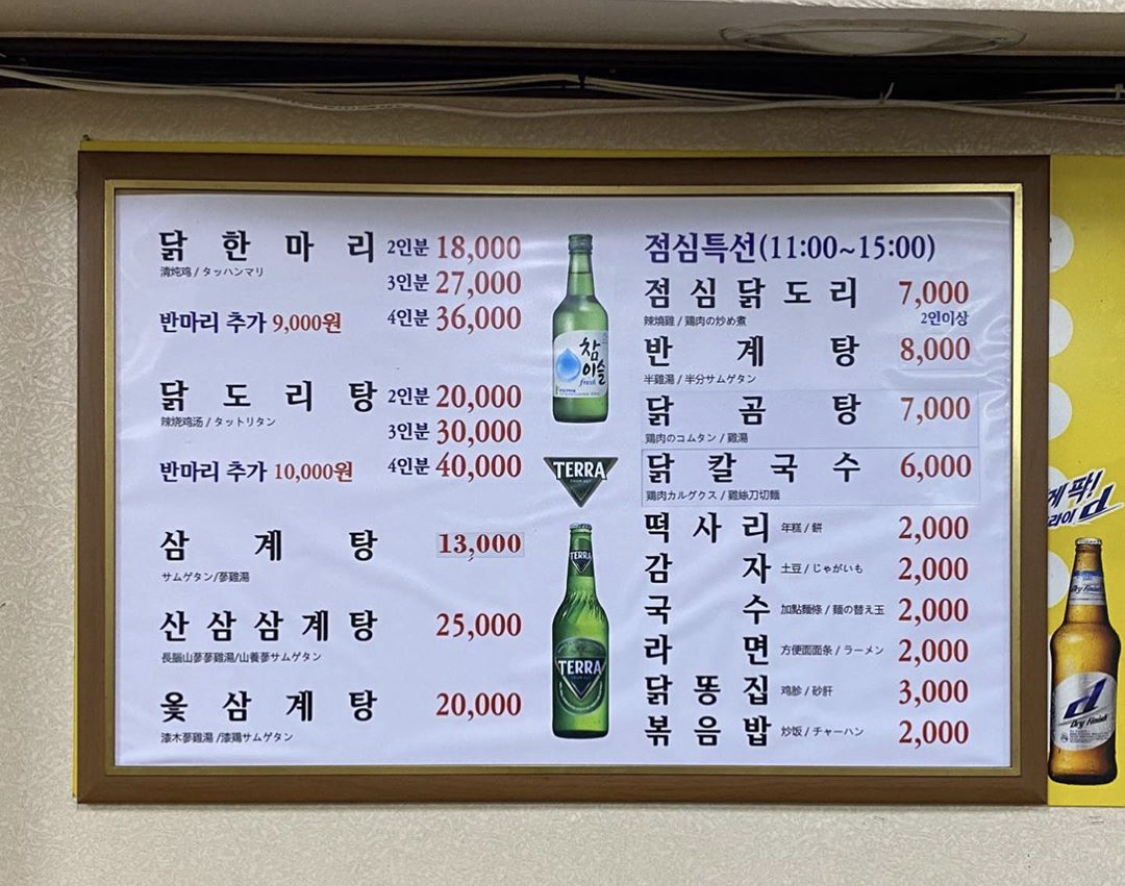 닭한마리 2인분 18,000
清炖鸡 / タッハンマリ
3인분 27,000
반마리 추가 9,000원 4인분 36,000
닭도리탕 2인분 20,000
辣烧鸡汤 / タットリタン
3인분 30,000
반마리 추가 10,000원 4인분 40,000
삼계탕 13,000
サムゲタン/蔘雞湯
산삼삼계탕 25,000
長腦山蔘蔘雞湯/山養蔘サムゲタン
옻삼계탕 20,000
漆木蔘雞湯 /漆鶏サムゲタン
참
이슬
fresh
TERRA
TERRA
TERRA
점심특선(11:00~15:00)
점심닭도리 7,000
辣燒雞 / 鶏肉の炒め煮 2인이상
반계탕 8,000
半雞湯 / 半分サムゲタン
닭곰탕 7,000
鶏肉のコムタン / 雞湯
닭칼국수 6,000
鶏肉カルグクス / 雞絲刀切麵
떡사리 年糕 / 餅 2,000
감자 土豆 / じゃがいも 2,000
국수 加點麵條 / 麵の替え玉 2,000
라면 方便面面条 / ラーメン 2,000
닭똥집 鸡胗 / 砂肝 3,000
볶음밥 炒饭 / チャーハン 2,000
게 팍!
라이 d
d
Dry Finish